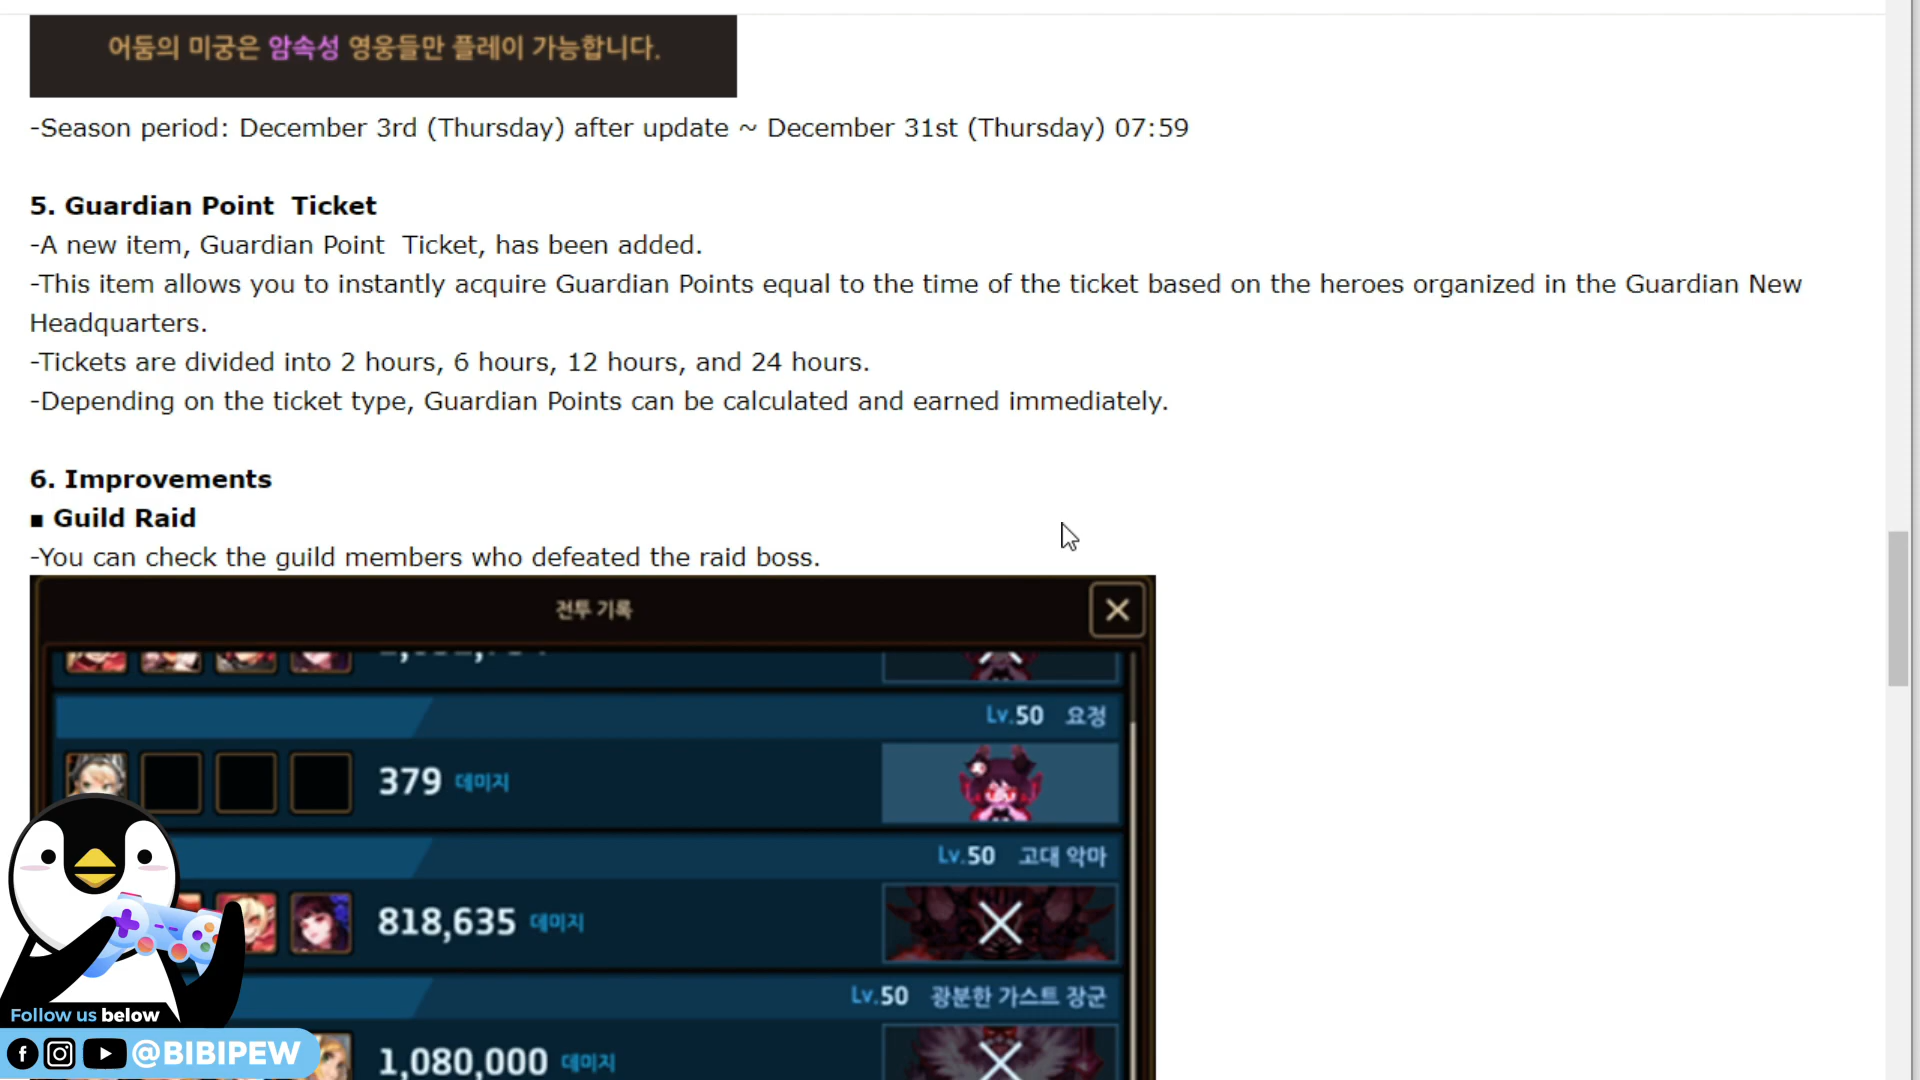 어둠의 미궁은 암속성 영웅들만 플레이 가능합니다.
-Season period: December 3rd (Thursday) after update ~ December 31st (Thursday) 07:59
5. Guardian Point Ticket
-A new item, Guardian Point Ticket, has been added.
-This item allows you to instantly acquire Guardian Points equal to the time of the ticket based on the heroes organized in the Guardian New
Headquarters.
-Tickets are divided into 2 hours, 6 hours, 12 hours, and 24 hours.
-Depending on the ticket type, Guardian Points can be calculated and earned immediately.
6. Improvements
■ Guild Raid
-You can check the guild members who defeated the raid boss.
전투 기록
Lv.50 요정
379 데미지
Lv.50 고대 악마
818,635 데미지
Lv.50 광분한 가스트 장군
1,080,000 데미지
Follow us below
@BIBIPEW